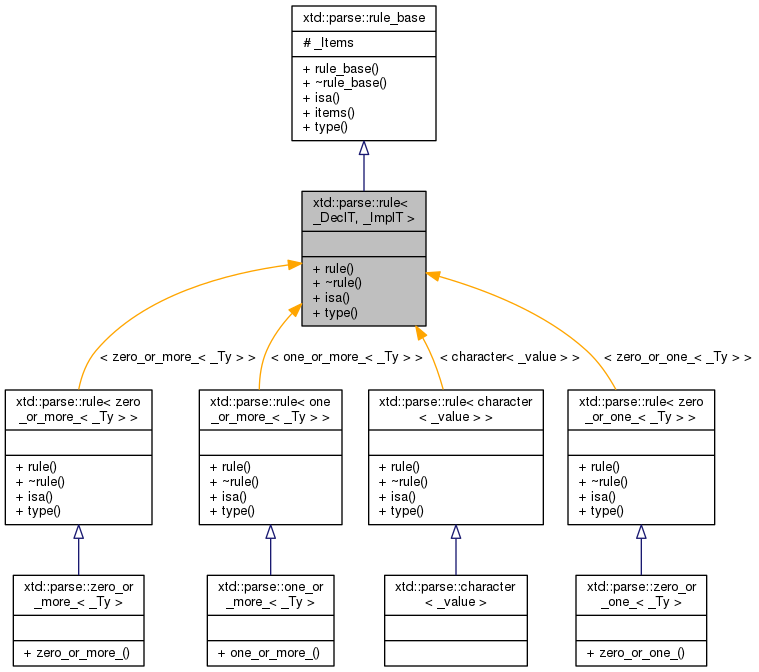 xtd::parse::rule_base
# _Items
+ rule_base()
+ ~rule_base()
+ isa()
+ items()
+ type()
xtd::parse::rule<
_DeclT, _ImplT >
+ rule()
+ ~rule()
+ isa()
+ type()
< zero_or_more_< _Ty > >
< one_or_more_< _Ty > >
< character< _value > >
< zero_or_one_< _Ty > >
xtd::parse::rule< zero
_or_more_< _Ty > >
+ rule()
+ ~rule()
+ isa()
+ type()
xtd::parse::rule< one
_or_more_< _Ty > >
+ rule()
+ ~rule()
+ isa()
+ type()
xtd::parse::rule< character
< _value > >
+ rule()
+ ~rule()
+ isa()
+ type()
xtd::parse::rule< zero
_or_one_< _Ty > >
+ rule()
+ ~rule()
+ isa()
+ type()
xtd::parse::zero_or
_more_< _Ty >
+ zero_or_more_()
xtd::parse::one_or
_more_< _Ty >
+ one_or_more_()
xtd::parse::character
< _value >
xtd::parse::zero_or
_one_< _Ty >
+ zero_or_one_()